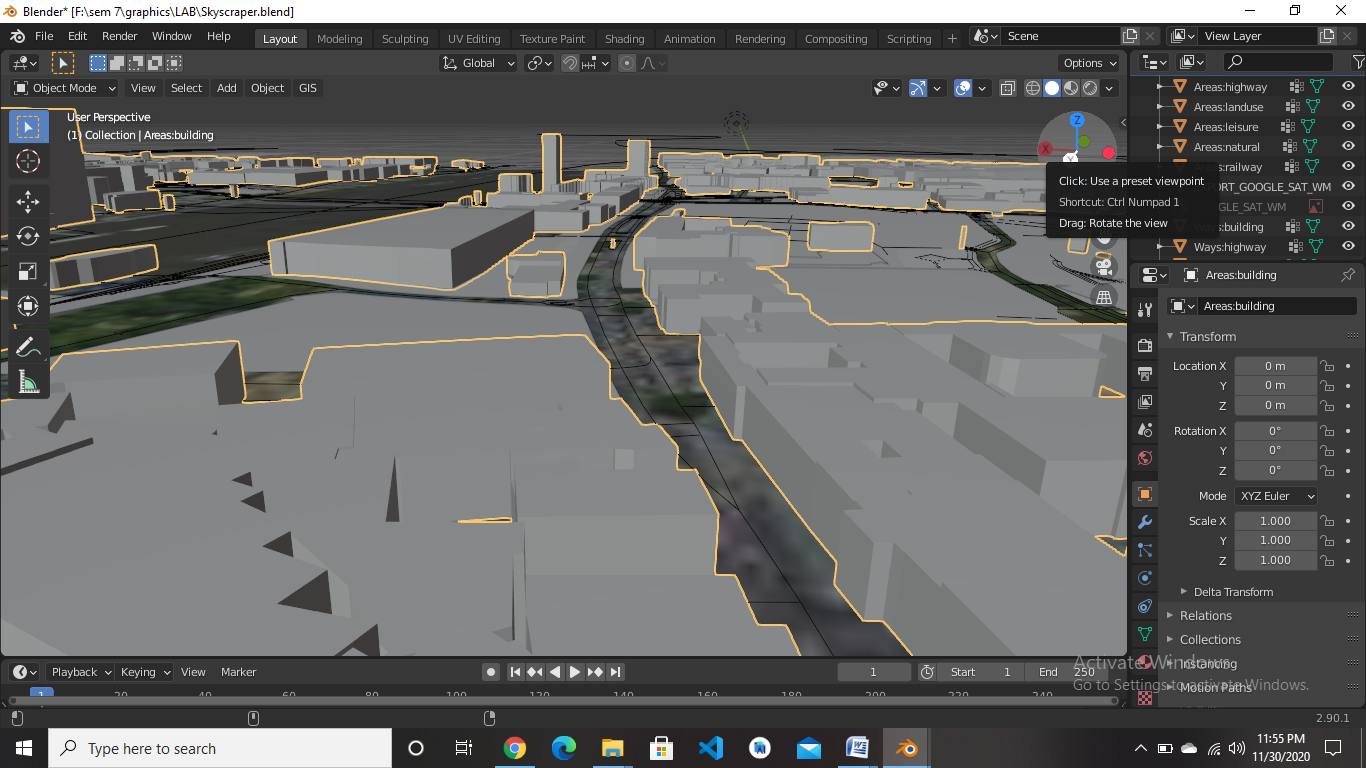 Blender* [F:\sem 7\graphics\LAB\Skyscraper.blend]
File Edit Render Window Help Layout Modeling Sculpting UV Editing Texture Paint Shading Animation Rendering Compositing Scripting + Scene View Layer
Global Options
Object Mode View Select Add Object GIS
User Perspective
(1) Collection | Areas:building
Z
X
Y
Click: Use a preset viewpoint
Shortcut: Ctrl Numpad 1
Drag: Rotate the view
Areas:highway
Areas:landuse
Areas:leisure
Areas:natural
:railway
PORT_GOOGLE_SAT_WM
GOOGLE_SAT_WM
Ways:building
Ways:highway
Areas:building
Areas:building
Transform
Location X 0 m
Y 0 m
Z 0 m
Rotation X 0°
Y 0°
Z 0°
Mode XYZ Euler
Scale X 1.000
Y 1.000
Z 1.000
Delta Transform
Relations
Collections
Instancing
Motion Paths
Activate Windows
Go to Settings to activate Windows.
Playback Keying View Marker 1 Start 1 End 250
1 20 40 60 80 100 120 140 160 180 200 220 240
2.90.1
Type here to search
11:55 PM
11/30/2020